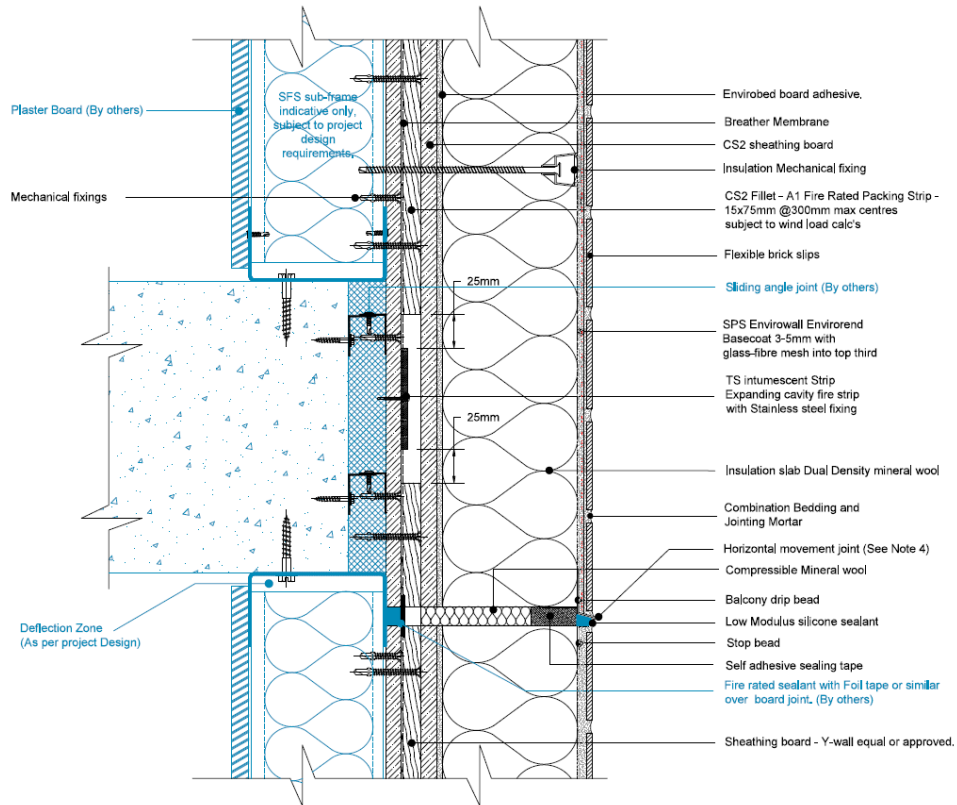 Plaster Board (By others)
SFS sub-frame
indicative only,
subject to project
design
requirements.
Mechanical fixings
Deflection Zone
(As per project Design)
25mm
25mm
Envirobed board adhesive.
Breather Membrane
CS2 sheathing board
Insulation Mechanical fixing
CS2 Fillet - A1 Fire Rated Packing Strip -
15x75mm @300mm max centres
subject to wind load calc's
Flexible brick slips
Sliding angle joint (By others)
SPS Envirowall Envirorend
Basecoat 3-5mm with
glass-fibre mesh into top third
TS intumescent Strip
Expanding cavity fire strip
with Stainless steel fixing
Insulation slab Dual Density mineral wool
Combination Bedding and
Jointing Mortar
Horizontal movement joint (See Note 4)
Compressible Mineral wool
Balcony drip bead
Low Modulus silicone sealant
Stop bead
Self adhesive sealing tape
Fire rated sealant with Foil tape or similar
over board joint. (By others)
Sheathing board - Y-wall equal or approved.